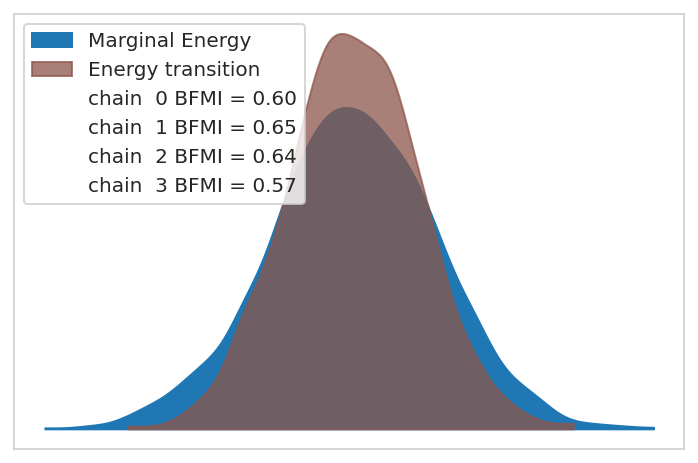 Marginal Energy
Energy transition
chain  0 BFMI = 0.60
chain  1 BFMI = 0.65
chain  2 BFMI = 0.64
chain  3 BFMI = 0.57